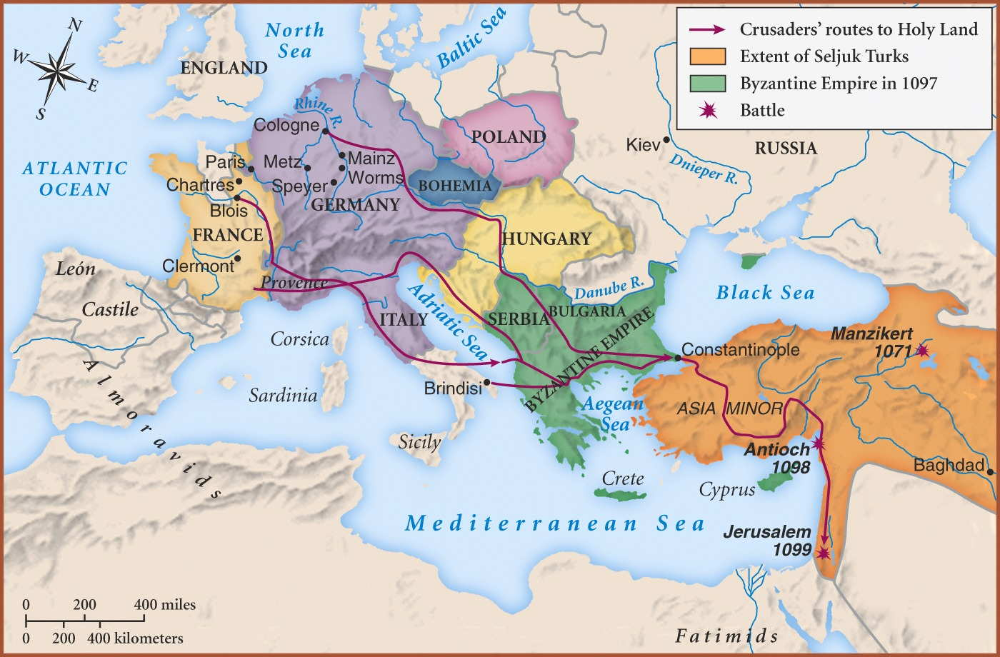 N
W
E
S
North
Sea
Baltic Sea
Crusaders’ routes to Holy Land
Extent of Seljuk Turks
Byzantine Empire in 1097
Battle
ENGLAND
Rhine R.
Cologne
POLAND
Kiev
RUSSIA
Dnieper R.
ATLANTIC
OCEAN
Paris
Metz
Mainz
Worms
Chartres
Speyer
BOHEMIA
GERMANY
Blois
FRANCE
HUNGARY
Clermont
León
Provence
Castile
Danube R.
Black Sea
Adriatic Sea
ITALY
SERBIA
BULGARIA
BYZANTINE EMPIRE
Corsica
Manzikert
1071
Constantinople
Brindisi
Sardinia
Almoravids
Aegean
Sea
ASIA MINOR
Sicily
Antioch
1098
Baghdad
Crete
Cyprus
Mediterranean Sea
Jerusalem
1099
0 200 400 miles
0 200 400 kilometers
Fatimids